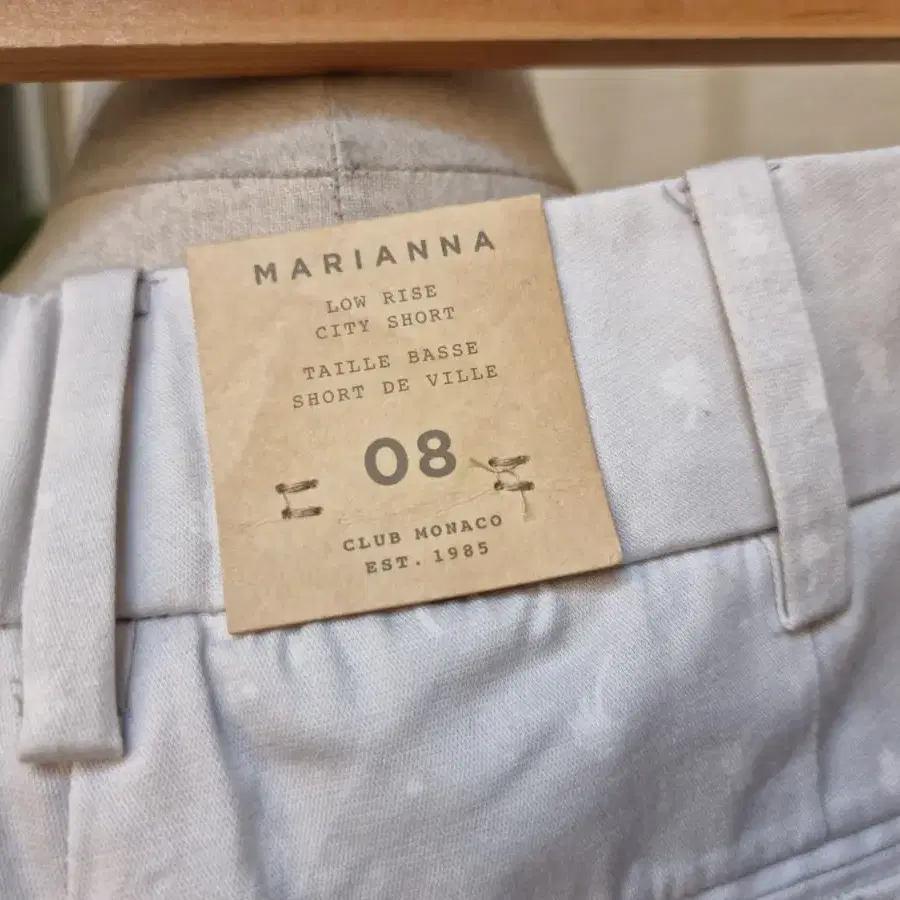 MARIANNA
LOW RISE
CITY SHORT
TAILLE BASSE
SHORT DE VILLE
08
CLUB MONACO
EST. 1985